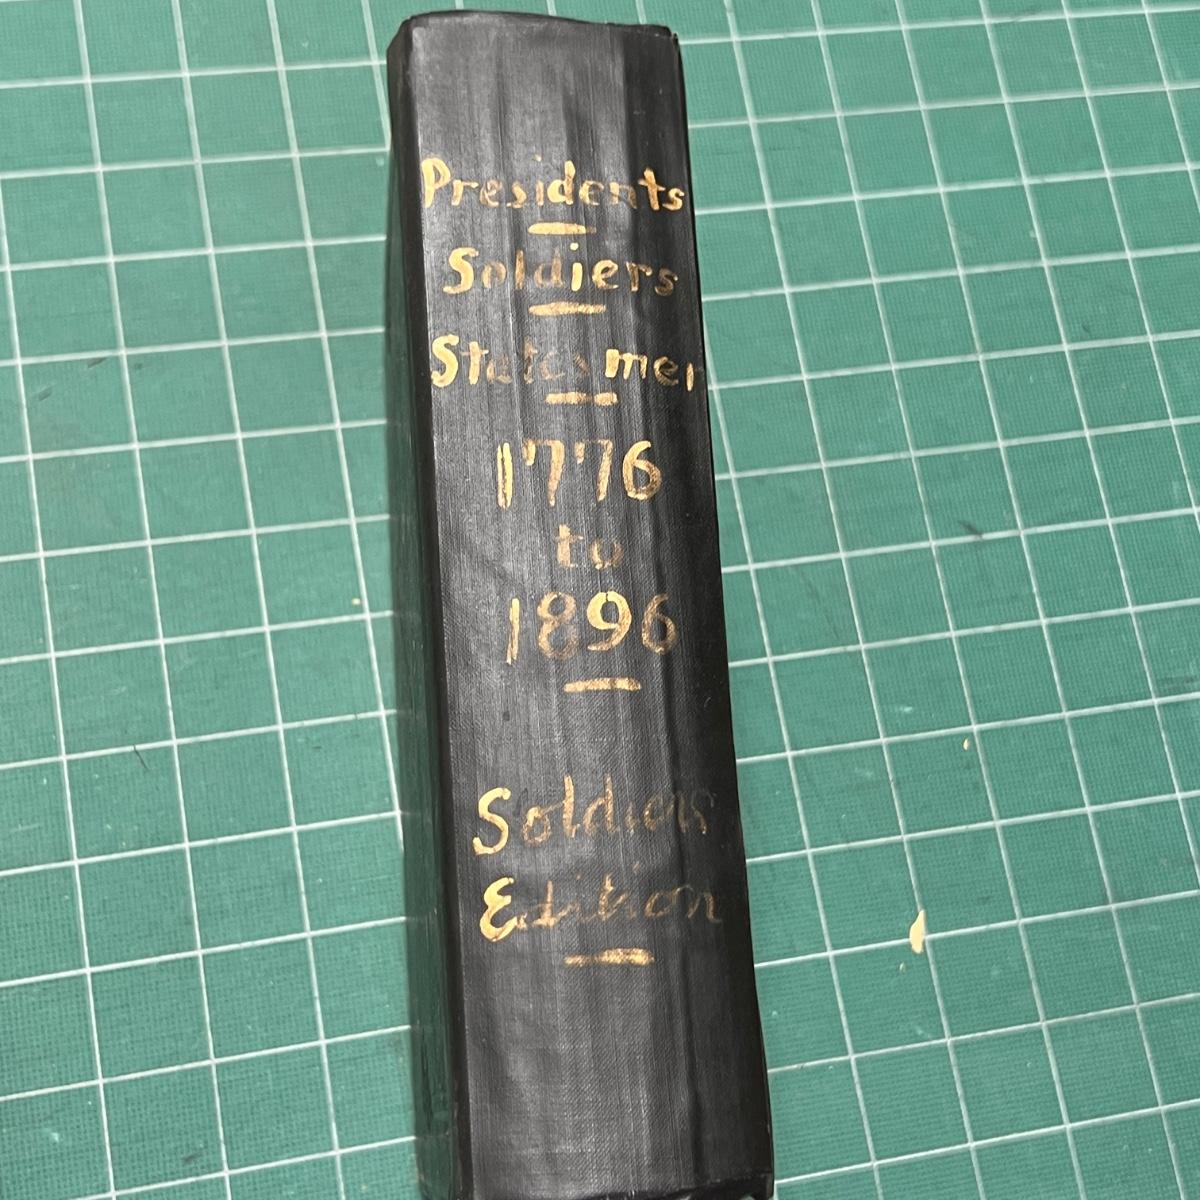 Presidents
Soldiers
Statesmen
1776
to
1896
Soldiers
Edition